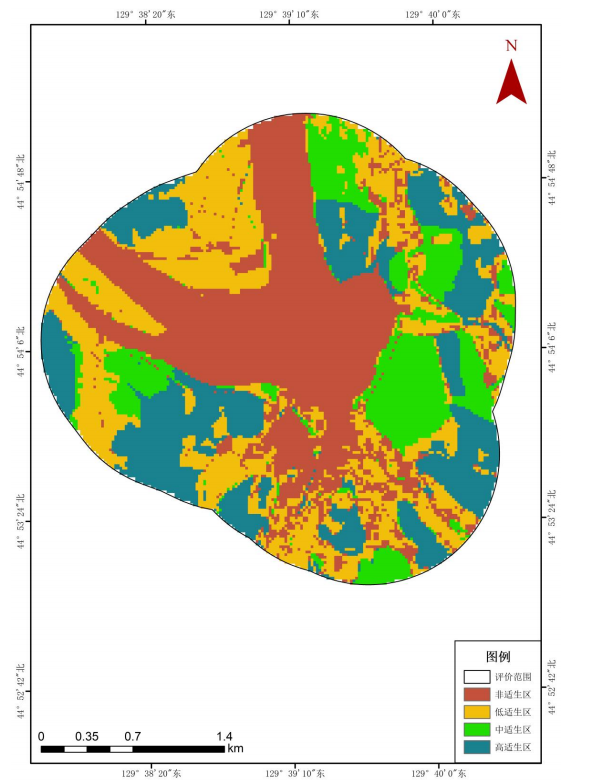 129° 38′20″东 129° 39′10″东 129° 40′0″东
N
44° 54′48″北
44° 54′48″北
44° 54′6″北
44° 54′6″北
44° 53′24″北
44° 53′24″北
44° 52′42″北
44° 52′42″北
图例
评价范围
非适生区
低适生区
中适生区
高适生区
0 0.35 0.7 1.4
km
129° 38′20″东 129° 39′10″东 129° 40′0″东